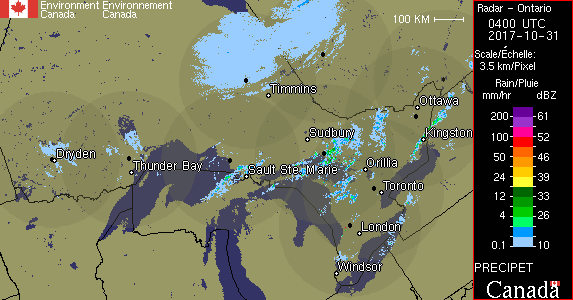 Environment Environnement
Canada Canada
100 KM
Timmins
Ottawa
Sudbury
Kingston
Dryden
Thunder Bay
Sault Ste. Marie
Orillia
Toronto
London
Windsor
Radar - Ontario
0400 UTC
2017-10-31
Scale/Échelle:
3.5 km/Pixel
Rain/Pluie
mm/hr dBZ
200 61
100 52
50 46
24 39
12 33
4 26
0.1 10
PRECIPET
Canada